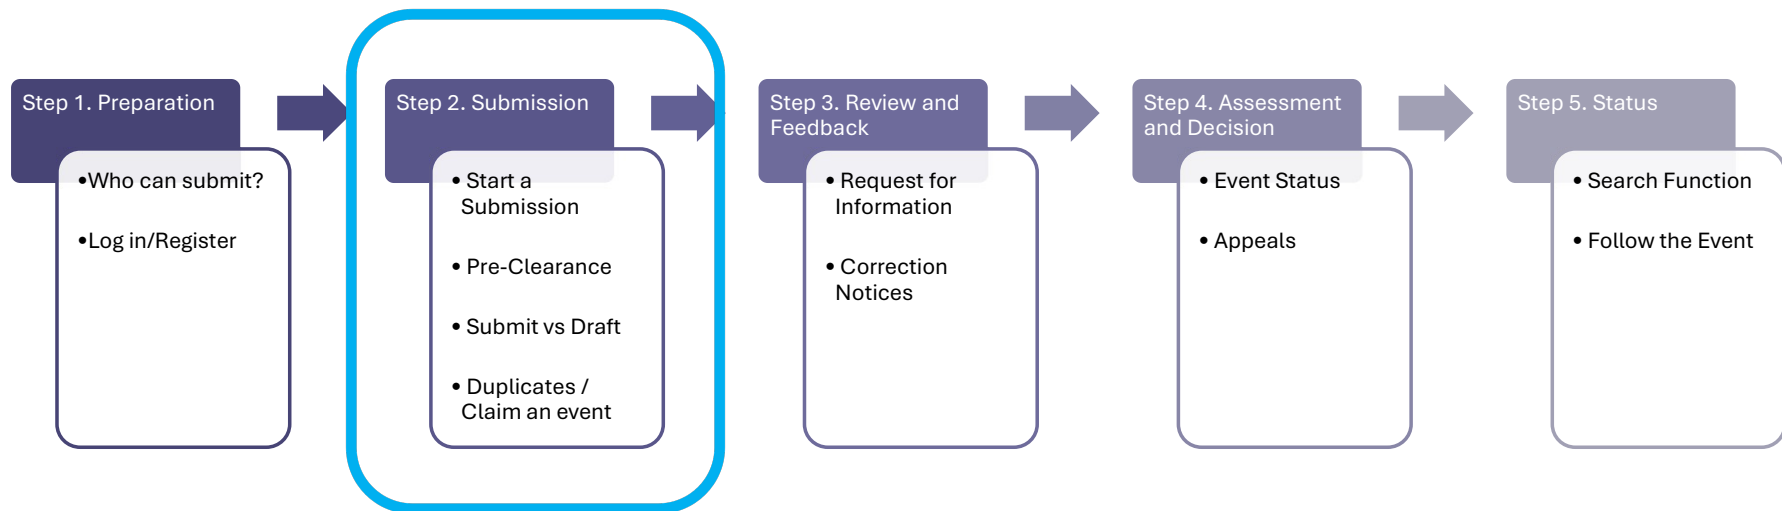 Step 1. Preparation
•Who can submit?
•Log in/Register
Step 2. Submission
• Start a
Submission
• Pre-Clearance
• Submit vs Draft
• Duplicates /
Claim an event
Step 3. Review and
Feedback
• Request for
Information
• Correction
Notices
Step 4. Assessment
and Decision
• Event Status
• Appeals
Step 5. Status
• Search Function
• Follow the Event